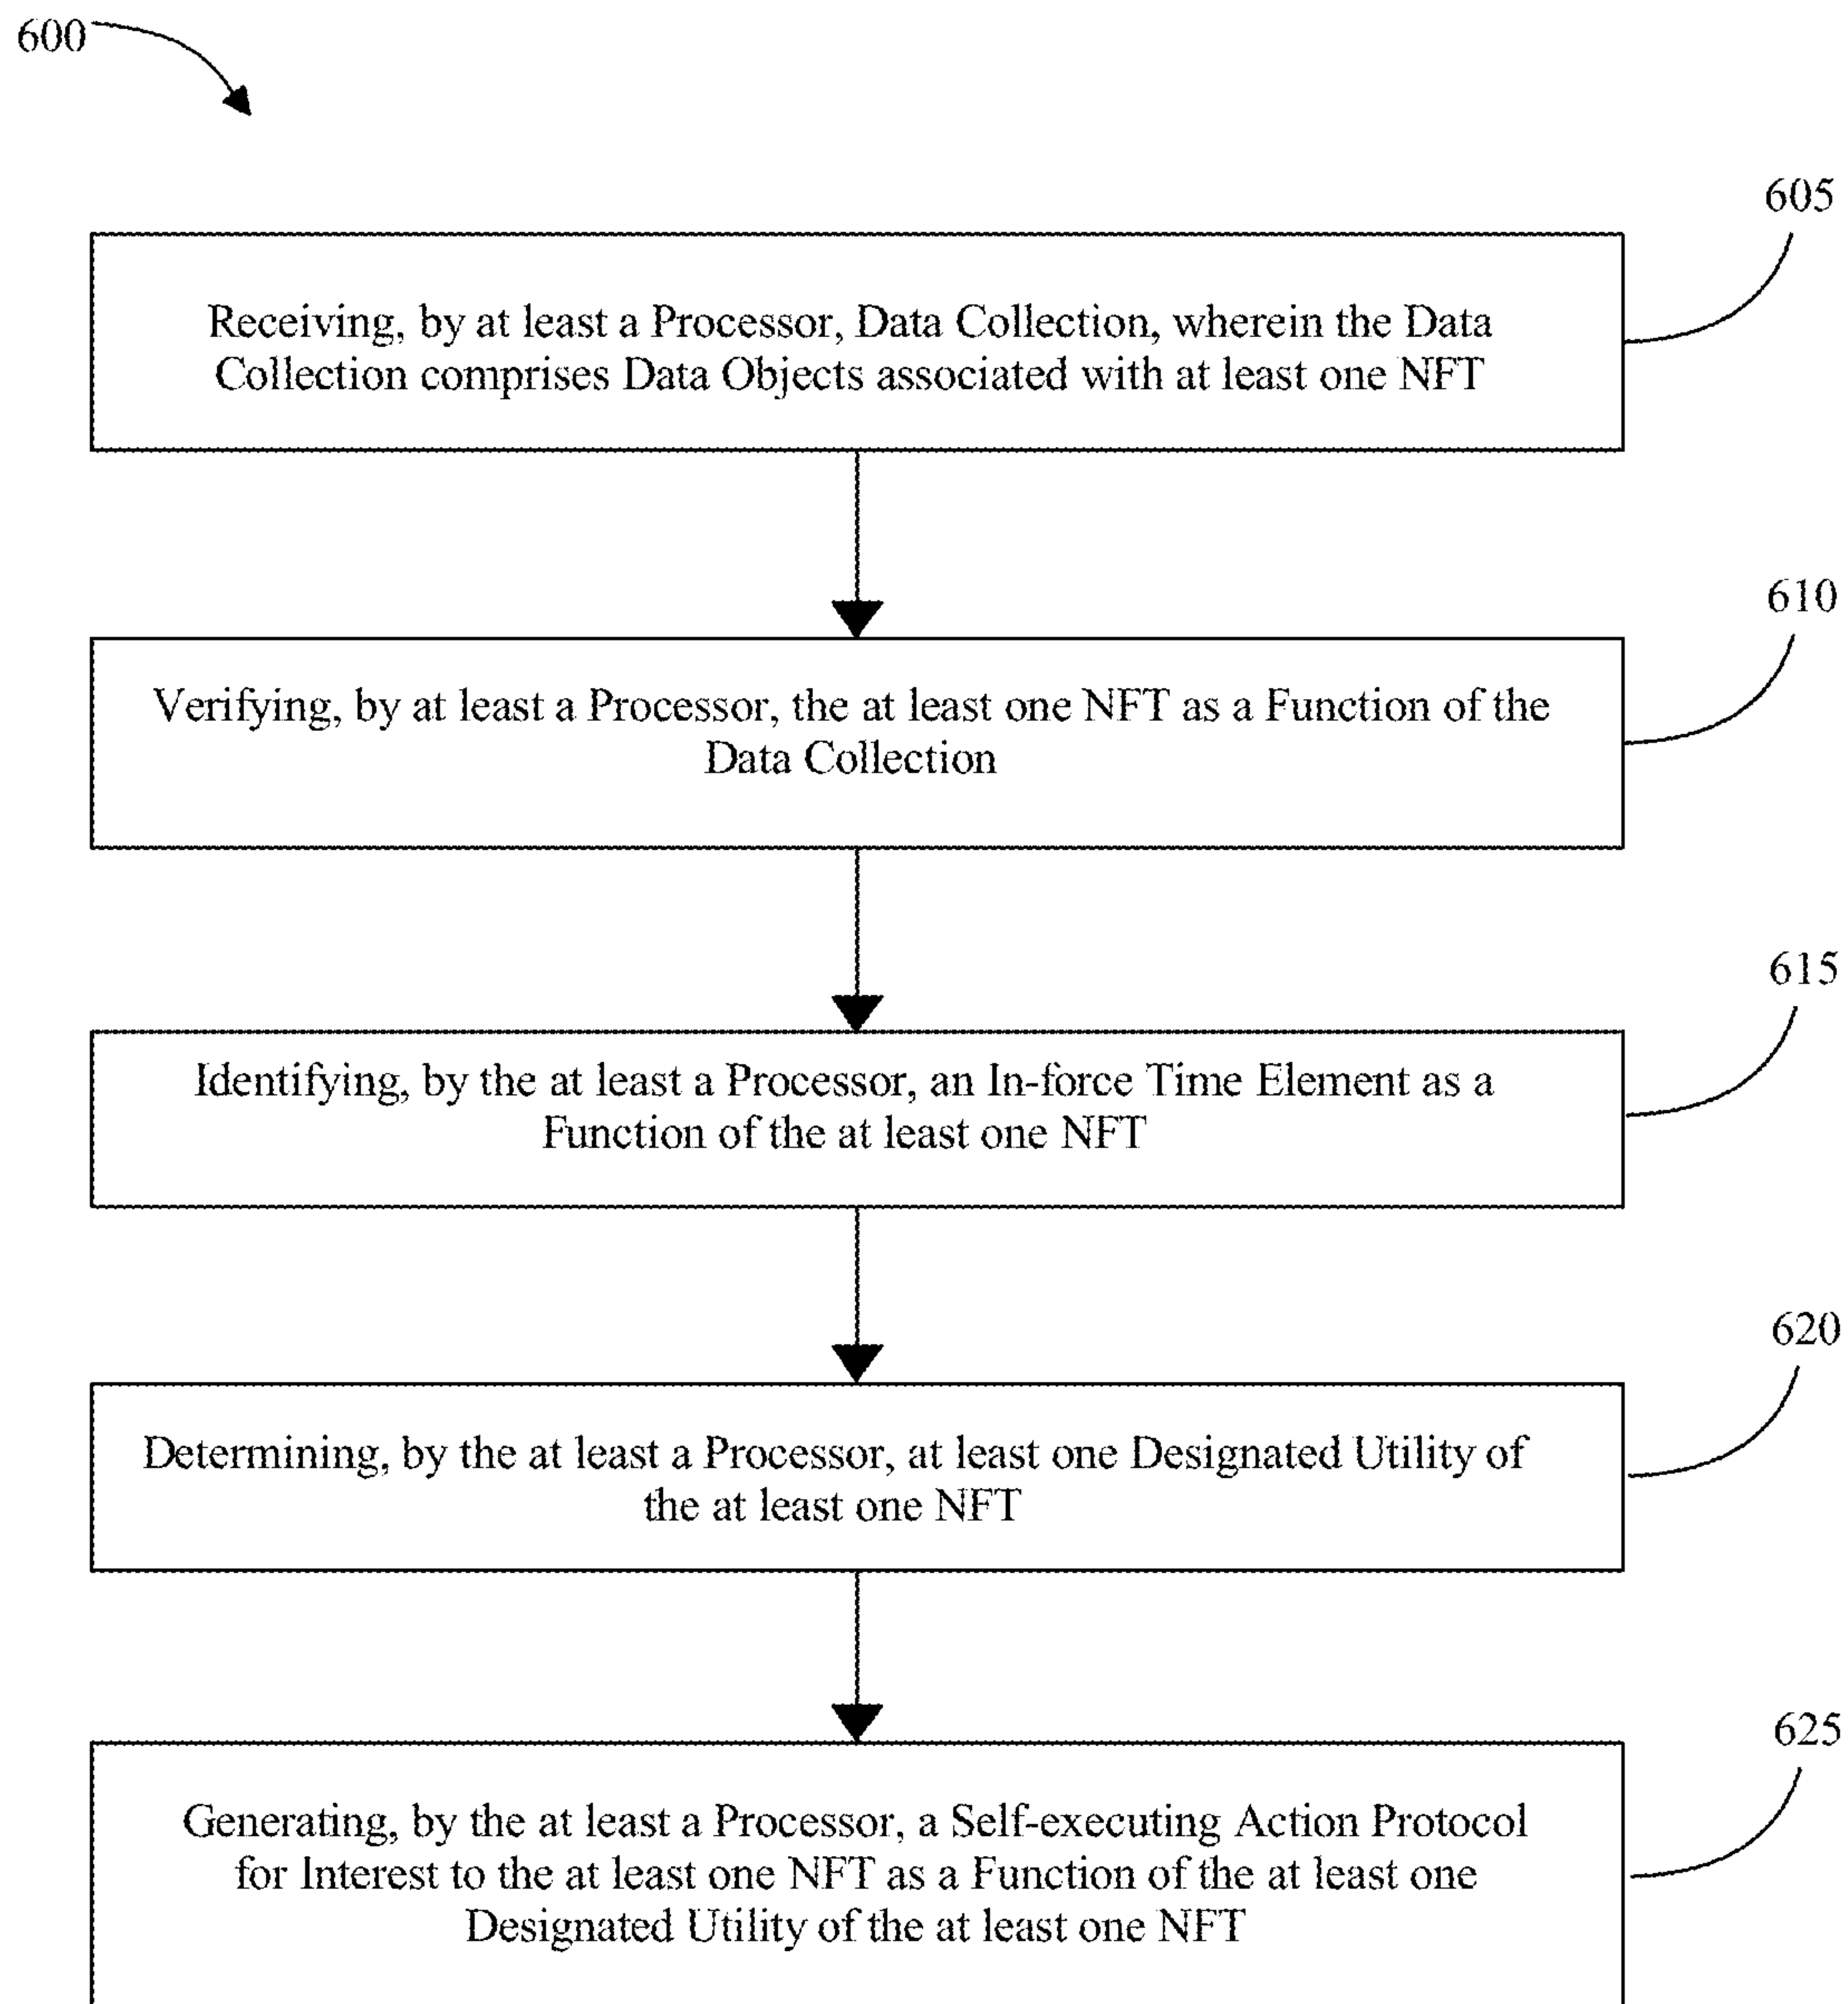 600
605
Receiving, by at least a Processor, Data Collection, wherein the Data
Collection comprises Data Objects associated with at least one NFT
610
Verifying, by at least a Processor, the at least one NFT as a Function of the
Data Collection
615
Identifying, by the at least a Processor, an In-force Time Element as a
Function of the at least one NFT
620
Determining, by the at least a Processor, at least one Designated Utility of
the at least one NFT
625
Generating, by the at least a Processor, a Self-executing Action Protocol
for Interest to the at least one NFT as a Function of the at least one
Designated Utility of the at least one NFT